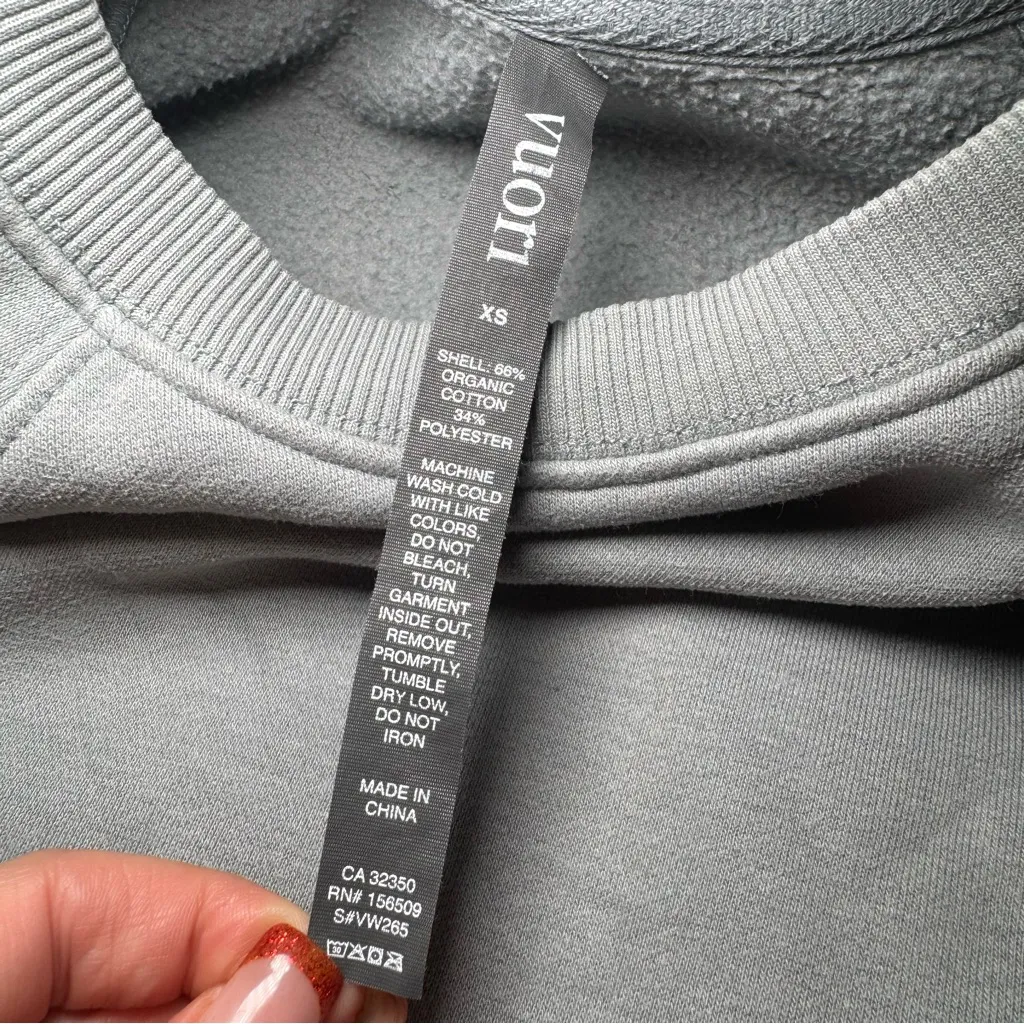 vuori
XS
SHELL: 66%
ORGANIC
COTTON
34%
POLYESTER
MACHINE
WASH COLD
WITH LIKE
COLORS,
DO NOT
BLEACH,
TURN
GARMENT
INSIDE OUT,
REMOVE
PROMPTLY,
TUMBLE
DRY LOW,
DO NOT
IRON
MADE IN
CHINA
CA 32350
RN# 156509
S#VW265
30